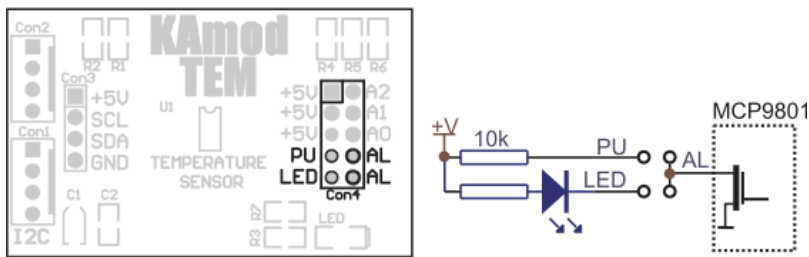 Con2
KAmod
TEM
R2 R1
R4 R5 R6
Con3
+5V
SCL
SDA
GND
U1
+5V A2
+5V A1
+5V A0
PU AL
LED AL
Con4
Con1
TEMPERATURE
SENSOR
C1 C2
I2C
R7
R3
LED
+V
10k
PU
LED
AL
MCP9801